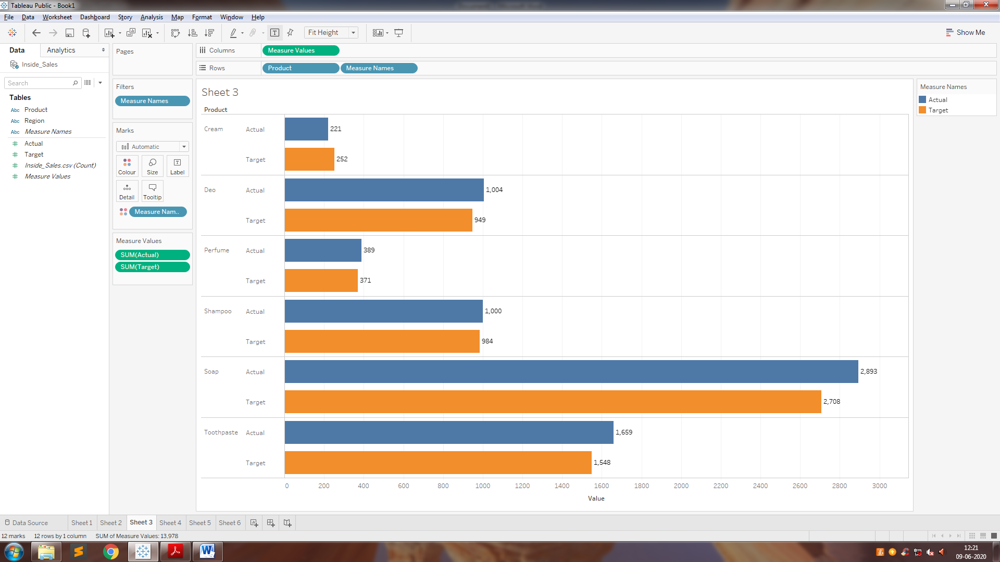 Tableau Public - Book1
File Data Worksheet Dashboard Story Analysis Map Format Window Help
Fit Height
Show Me
Data Analytics
Inside_Sales
Search
Tables
Abc Product
Abc Region
Abc Measure Names
# Actual
# Target
# Inside_Sales.csv (Count)
# Measure Values
Pages
Filters
Measure Names
Marks
Automatic
Colour Size Label
Detail Tooltip
Measure Nam..
Measure Values
SUM(Actual)
SUM(Target)
Columns Measure Values
Rows Product Measure Names
Sheet 3
Product
Cream Actual 221
Target 252
Deo Actual 1,004
Target 949
Perfume Actual 389
Target 371
Shampoo Actual 1,000
Target 984
Soap Actual 2,893
Target 2,708
Toothpaste Actual 1,659
Target 1,548
0 200 400 600 800 1000 1200 1400 1600 1800 2000 2200 2400 2600 2800 3000
Value
Measure Names
Actual
Target
Data Source Sheet 1 Sheet 2 Sheet 3 Sheet 4 Sheet 5 Sheet 6
12 marks 12 rows by 1 column SUM of Measure Values: 13,978
12:21
09-06-2020